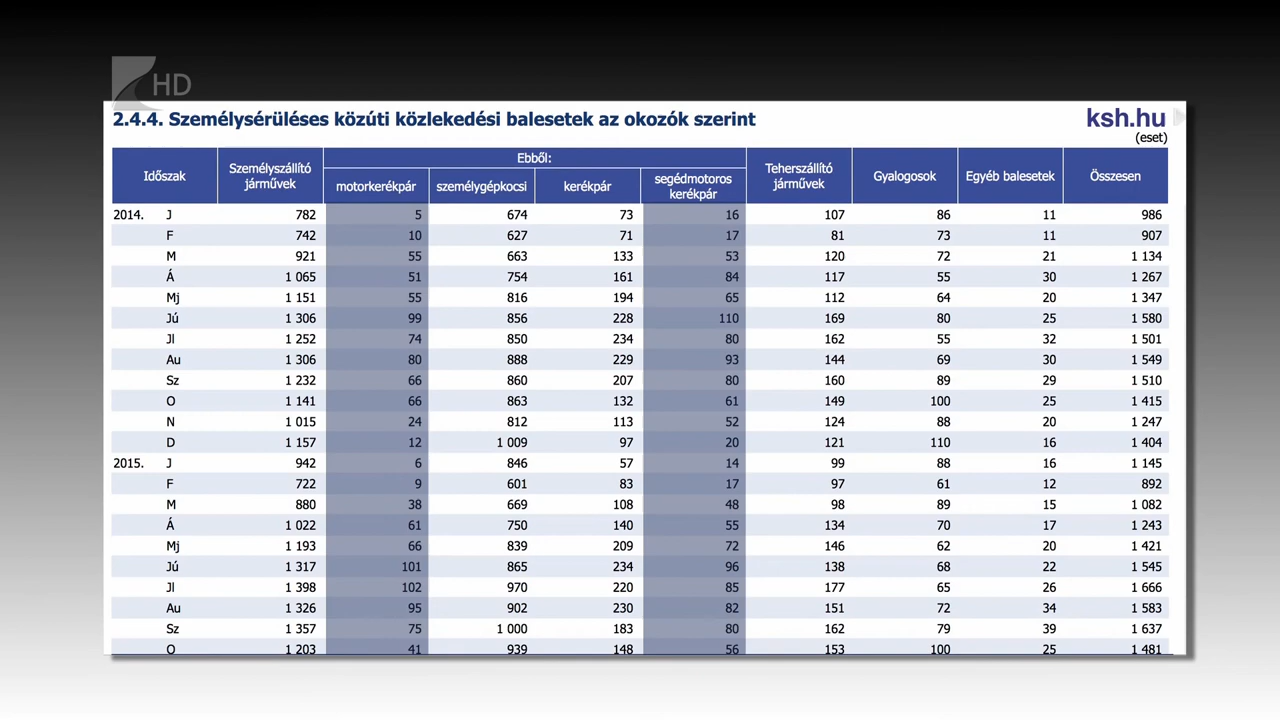 HD
2.4.4. Személysérüléses közúti közlekedési balesetek az okozók szerint
ksh.hu
(eset)
Időszak Személyszállító járművek Ebből: motorkerékpár személygépkocsi kerékpár segédmotoros kerékpár Teherszállító járművek Gyalogosok Egyéb balesetek Összesen
2014. J 782 5 674 73 16 107 86 11 986
F 742 10 627 71 17 81 73 11 907
M 921 55 663 133 53 120 72 21 1 134
Á 1 065 51 754 161 84 117 55 30 1 267
Mj 1 151 55 816 194 65 112 64 20 1 347
Jú 1 306 99 856 228 110 169 80 25 1 580
Jl 1 252 74 850 234 80 162 55 32 1 501
Au 1 306 80 888 229 93 144 69 30 1 549
Sz 1 232 66 860 207 80 160 89 29 1 510
O 1 141 66 863 132 61 149 100 25 1 415
N 1 015 24 812 113 52 124 88 20 1 247
D 1 157 12 1 009 97 20 121 110 16 1 404
2015. J 942 6 846 57 14 99 88 16 1 145
F 722 9 601 83 17 97 61 12 892
M 880 38 669 108 48 98 89 15 1 082
Á 1 022 61 750 140 55 134 70 17 1 243
Mj 1 193 66 839 209 72 146 62 20 1 421
Jú 1 317 101 865 234 96 138 68 22 1 545
Jl 1 398 102 970 220 85 177 65 26 1 666
Au 1 326 95 902 230 82 151 72 34 1 583
Sz 1 357 75 1 000 183 80 162 79 39 1 637
O 1 203 41 939 148 56 153 100 25 1 481